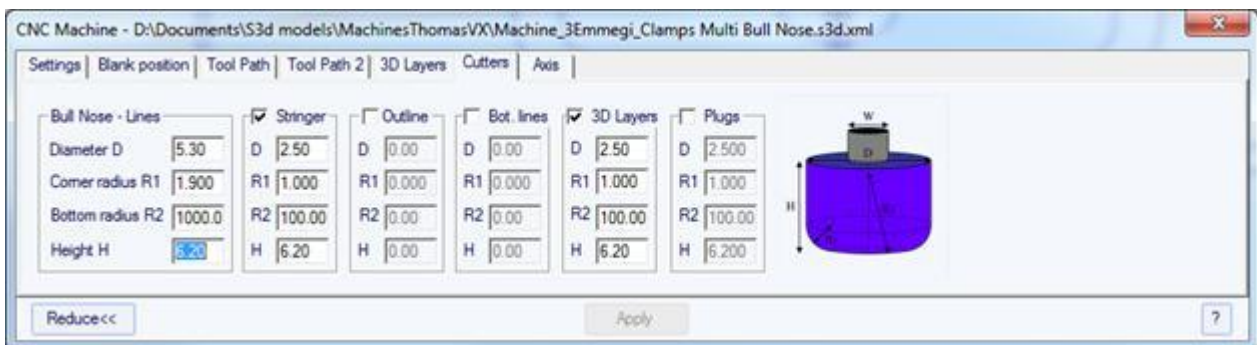 CNC Machine - D:\Documents\S3d models\MachinesThomasVX\Machine_3Emmegi_Clamps Multi Bull Nose.s3d.xml
Settings Blank position Tool Path Tool Path 2 3D Layers Cutters Axis
Bull Nose - Lines Stringer Outline Bot. lines 3D Layers Plugs
Diameter D 5.30 D 2.50 D 0.00 D 0.00 D 2.50 D 2.500
Corner radius R1 1.900 R1 1.000 R1 0.000 R1 0.000 R1 1.000 R1 1.000
Bottom radius R2 1000.0 R2 100.00 R2 0.00 R2 0.00 R2 100.00 R2 100.00
Height H 6.20 H 6.20 H 0.00 H 0.00 H 6.20 H 6.200
W
D
H
Reduce<< Apply ?